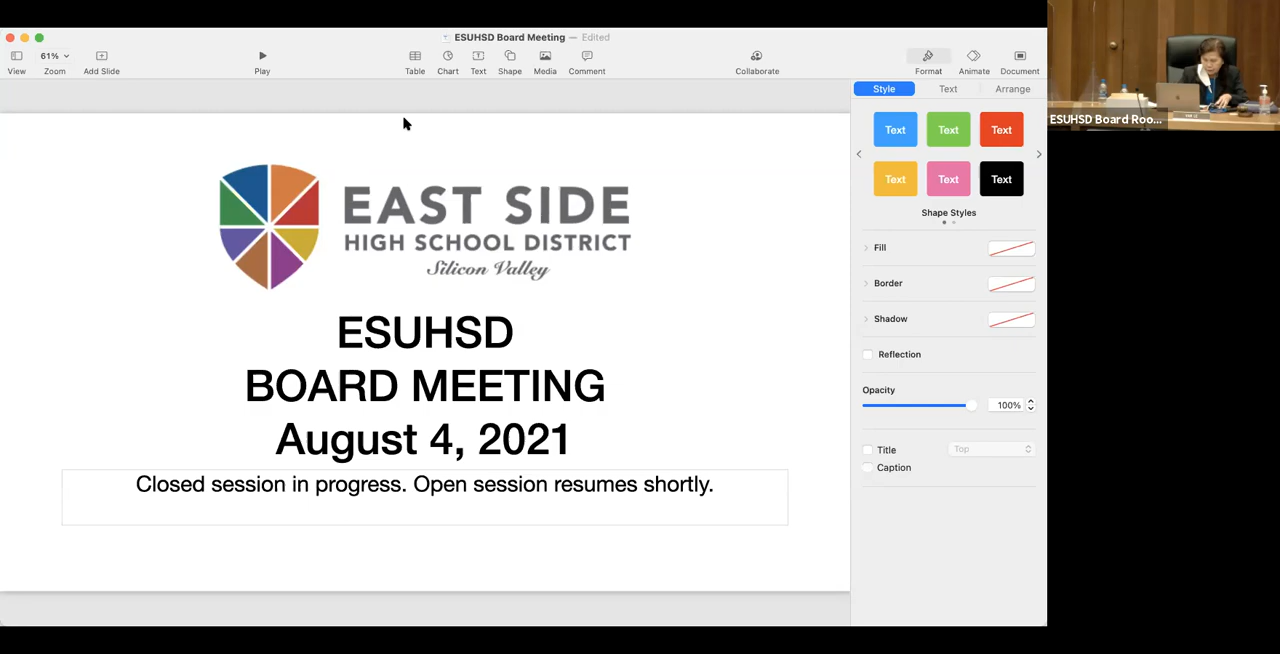 ESUHSD Board Meeting — Edited
61%
View
Zoom
Add Slide
Play
Table
Chart
Text
Shape
Media
Comment
Collaborate
Format
Animate
Document
Style
Text
Arrange
Text
Text
Text
Text
Text
Text
Shape Styles
Fill
Border
Shadow
Reflection
Opacity
100%
Title
Top
Caption
EAST SIDE
HIGH SCHOOL DISTRICT
Silicon Valley
ESUHSD
BOARD MEETING
August 4, 2021
Closed session in progress. Open session resumes shortly.
ESUHSD Board Roo...